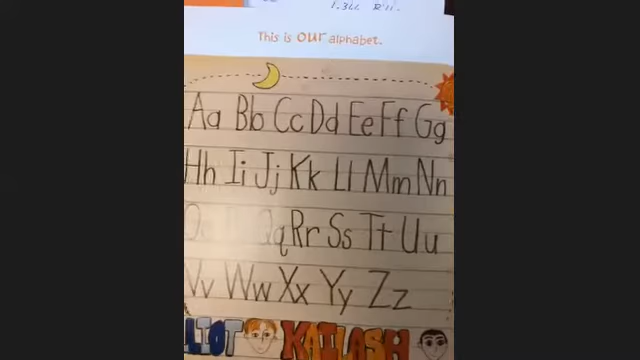 This is our alphabet.
Aa Bb Cc Dd Ee Ff Gg
Hh Ii Jj Kk Ll Mm Nn
Qq Rr Ss Tt Uu
Vv Ww Xx Yy Zz
LIOT KAILASH